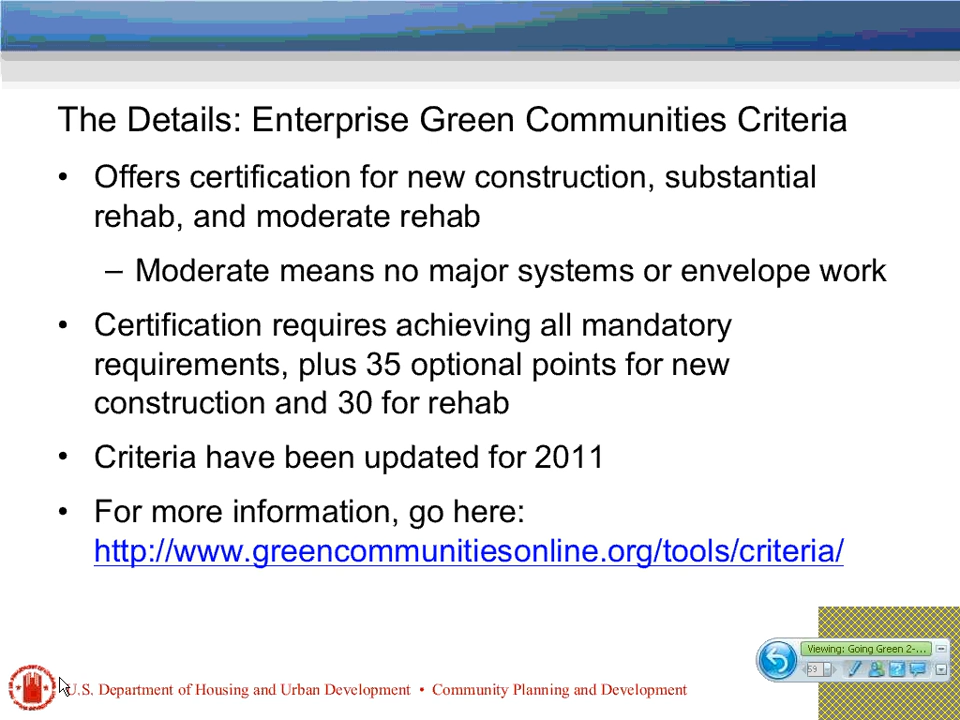 The Details: Enterprise Green Communities Criteria
• Offers certification for new construction, substantial
rehab, and moderate rehab
– Moderate means no major systems or envelope work
• Certification requires achieving all mandatory
requirements, plus 35 optional points for new
construction and 30 for rehab
• Criteria have been updated for 2011
• For more information, go here:
http://www.greencommunitiesonline.org/tools/criteria/
Viewing: Going Green 2-...
59
U.S. Department of Housing and Urban Development • Community Planning and Development